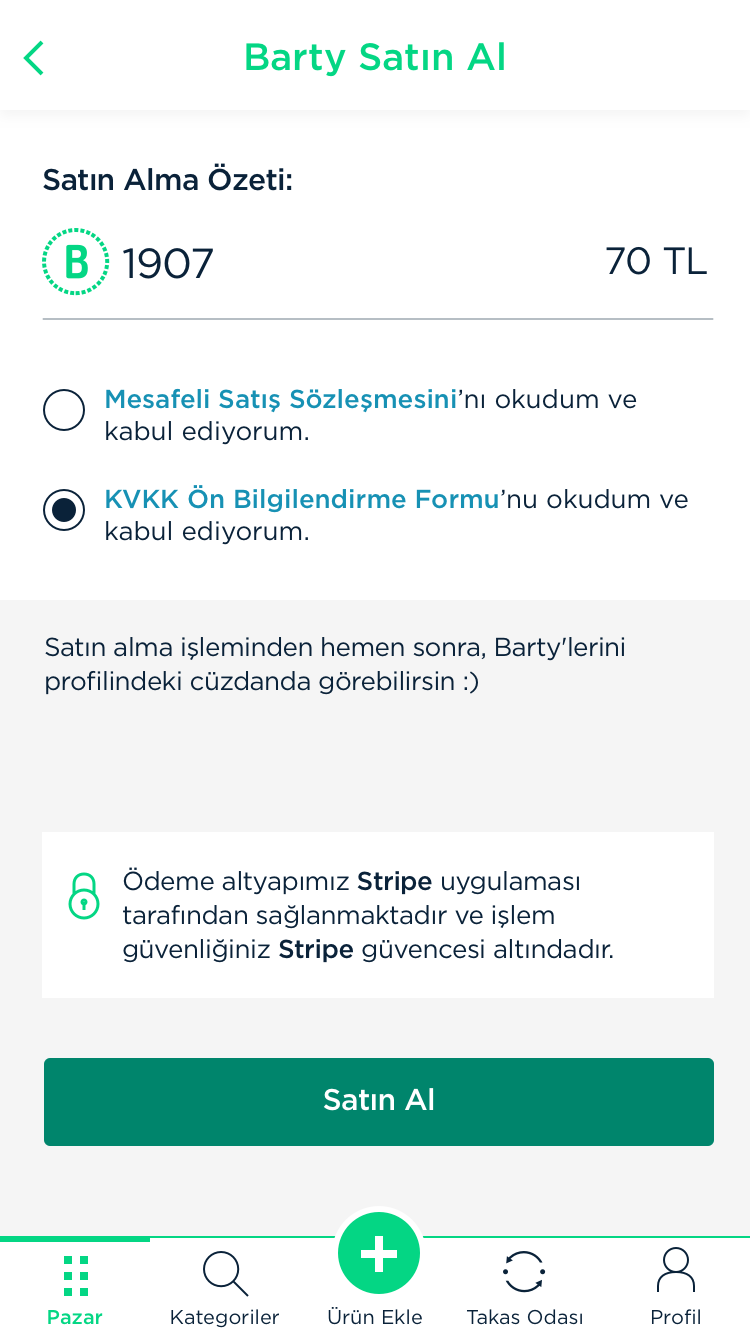 Barty Satın Al
Satın Alma Özeti:
B 1907 70 TL
Mesafeli Satış Sözleşmesini’nı okudum ve
kabul ediyorum.
KVKK Ön Bilgilendirme Formu’nu okudum ve
kabul ediyorum.
Satın alma işleminden hemen sonra, Barty'lerini
profilindeki cüzdanda görebilirsin :)
Ödeme altyapımız Stripe uygulaması
tarafından sağlanmaktadır ve işlem
güvenliğiniz Stripe güvencesi altındadır.
Satın Al
Pazar Kategoriler Ürün Ekle Takas Odası Profil